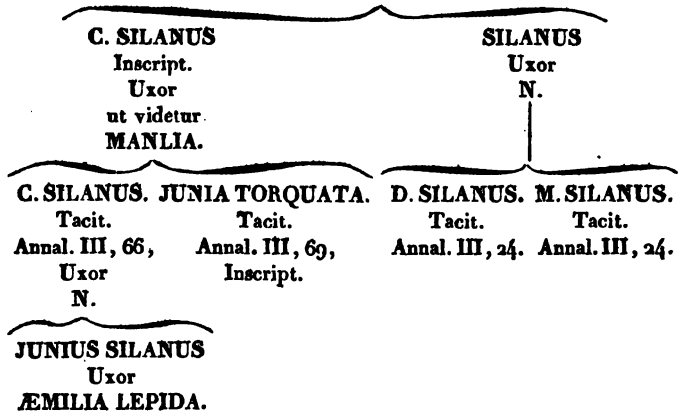 C. SILANUS
Inscript.
Uxor
ut videtur
MANLIA.
SILANUS
Uxor
N.
C. SILANUS. JUNIA TORQUATA.
Tacit. Tacit.
Annal. III, 66, Annal. III, 69,
Uxor Inscript.
N.
D. SILANUS. M. SILANUS.
Tacit. Tacit.
Annal. III, 24. Annal. III, 24.
JUNIUS SILANUS
Uxor
ÆMILIA LEPIDA.